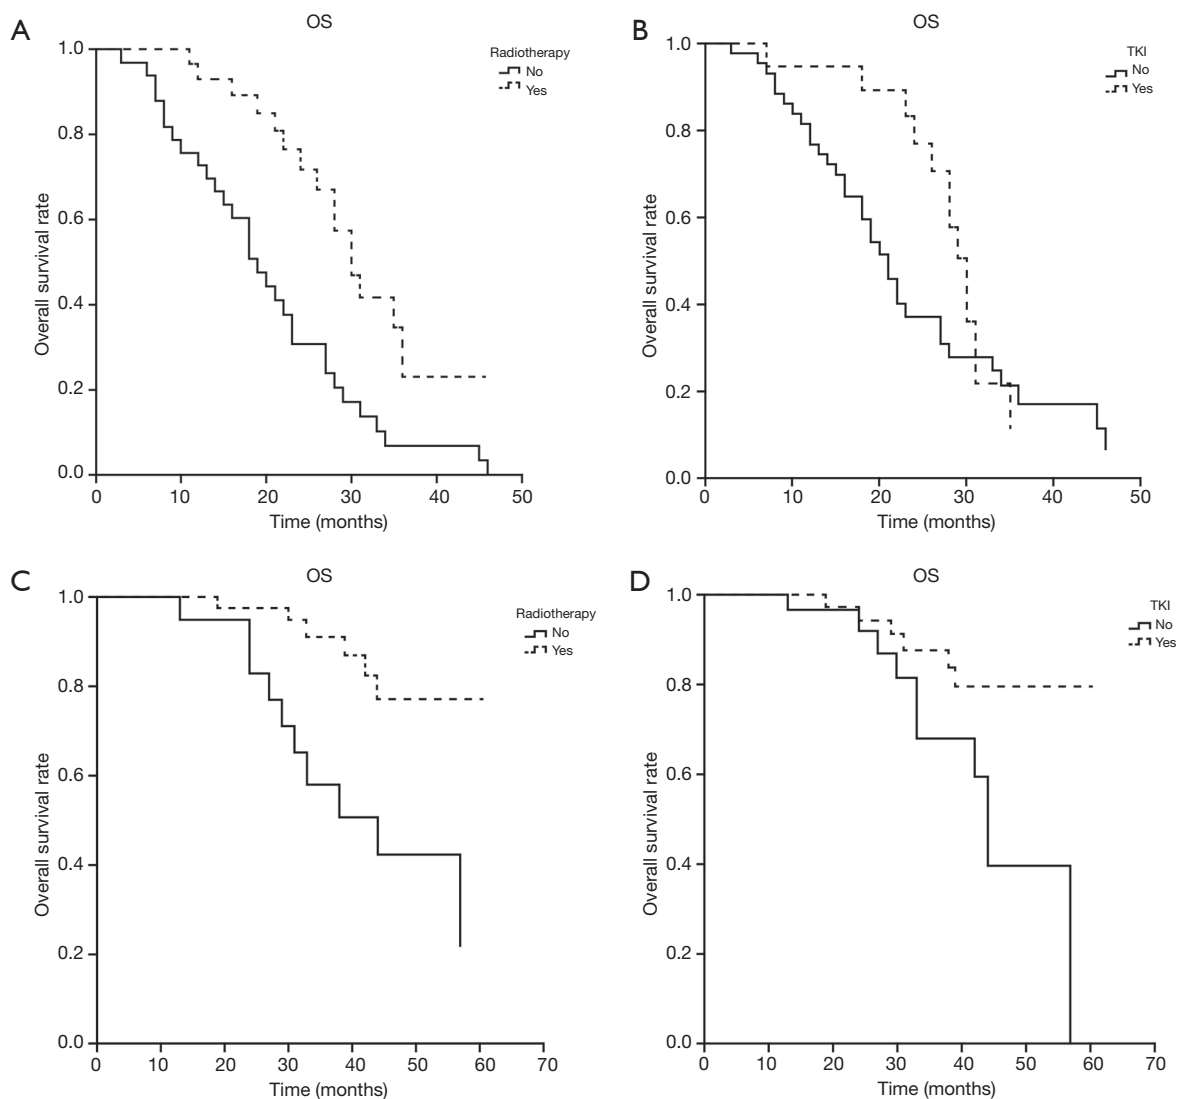 A
OS
Radiotherapy
No
Yes
Overall survival rate
1.0
0.8
0.6
0.4
0.2
0.0
0 10 20 30 40 50
Time (months)
B
OS
TKI
No
Yes
Overall survival rate
1.0
0.8
0.6
0.4
0.2
0.0
0 10 20 30 40 50
Time (months)
C
OS
Radiotherapy
No
Yes
Overall survival rate
1.0
0.8
0.6
0.4
0.2
0.0
0 10 20 30 40 50 60 70
Time (months)
D
OS
TKI
No
Yes
Overall survival rate
1.0
0.8
0.6
0.4
0.2
0.0
0 10 20 30 40 50 60 70
Time (months)